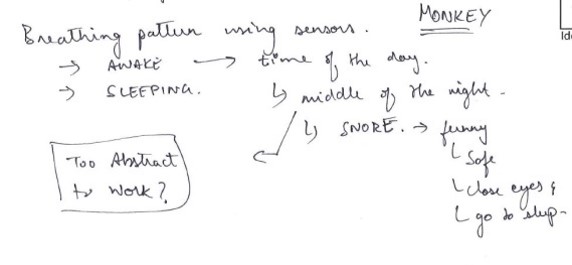 MONKEY
Breathing pattern using sensors.
→ AWAKE → time of the day.
→ SLEEPING. ↳ middle of the night.
↳ SNORE. → funny
Safe
close eyes &
go to sleep.
Too Abstract
to work?
Ide